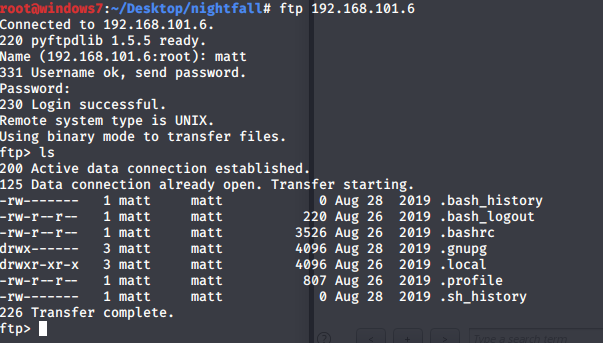 root@windows7:~/Desktop/nightfall# ftp 192.168.101.6
Connected to 192.168.101.6.
220 pyftpdlib 1.5.5 ready.
Name (192.168.101.6:root): matt
331 Username ok, send password.
Password:
230 Login successful.
Remote system type is UNIX.
Using binary mode to transfer files.
ftp> ls
200 Active data connection established.
125 Data connection already open. Transfer starting.
-rw-------   1 matt     matt            0 Aug 28  2019 .bash_history
-rw-r--r--   1 matt     matt          220 Aug 26  2019 .bash_logout
-rw-r--r--   1 matt     matt         3526 Aug 26  2019 .bashrc
drwx------   3 matt     matt         4096 Aug 28  2019 .gnupg
drwxr-xr-x   3 matt     matt         4096 Aug 26  2019 .local
-rw-r--r--   1 matt     matt          807 Aug 26  2019 .profile
-rw-------   1 matt     matt            0 Aug 28  2019 .sh_history
226 Transfer complete.
ftp>
Type a search term